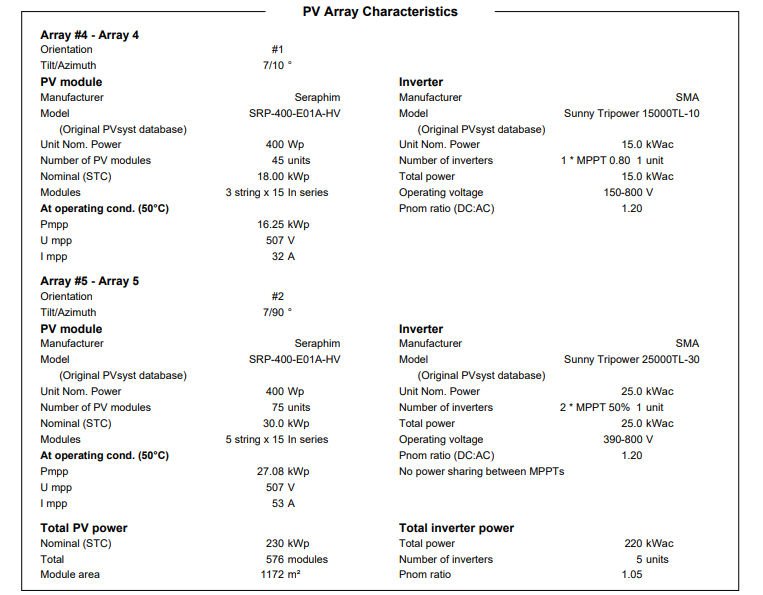 PV Array Characteristics
Array #4 - Array 4
Orientation #1
Tilt/Azimuth 7/10 °
PV module Inverter
Manufacturer Seraphim Manufacturer SMA
Model SRP-400-E01A-HV Model Sunny Tripower 15000TL-10
(Original PVsyst database) (Original PVsyst database)
Unit Nom. Power 400 Wp Unit Nom. Power 15.0 kWac
Number of PV modules 45 units Number of inverters 1 * MPPT 0.80 1 unit
Nominal (STC) 18.00 kWp Total power 15.0 kWac
Modules 3 string x 15 In series Operating voltage 150-800 V
At operating cond. (50°C) Pnom ratio (DC:AC) 1.20
Pmpp 16.25 kWp
U mpp 507 V
I mpp 32 A
Array #5 - Array 5
Orientation #2
Tilt/Azimuth 7/90 °
PV module Inverter
Manufacturer Seraphim Manufacturer SMA
Model SRP-400-E01A-HV Model Sunny Tripower 25000TL-30
(Original PVsyst database) (Original PVsyst database)
Unit Nom. Power 400 Wp Unit Nom. Power 25.0 kWac
Number of PV modules 75 units Number of inverters 2 * MPPT 50% 1 unit
Nominal (STC) 30.0 kWp Total power 25.0 kWac
Modules 5 string x 15 In series Operating voltage 390-800 V
At operating cond. (50°C) Pnom ratio (DC:AC) 1.20
Pmpp 27.08 kWp No power sharing between MPPTs
U mpp 507 V
I mpp 53 A
Total PV power Total inverter power
Nominal (STC) 230 kWp Total power 220 kWac
Total 576 modules Number of inverters 5 units
Module area 1172 m² Pnom ratio 1.05